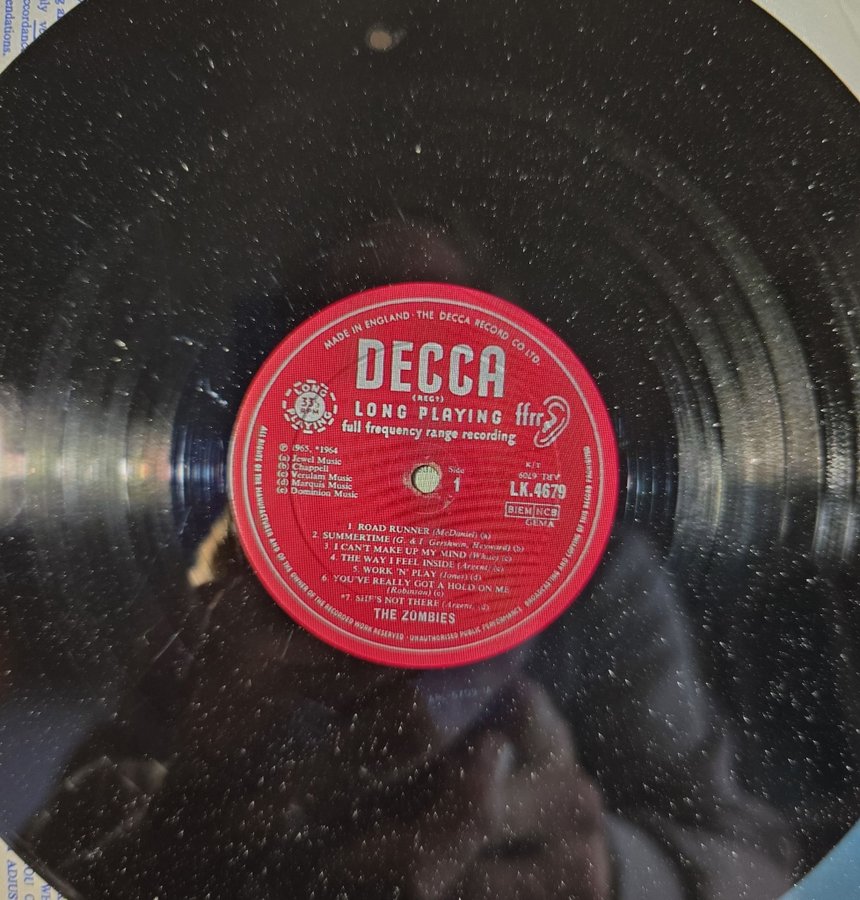 MADE IN ENGLAND · THE DECCA RECORD CO LTD.
DECCA
(REGD)
LONG PLAYING
ffrr
full frequency range recording
LONG
33⅓
RPM
PLAYING
℗ 1965, *1964
(a) Jewel Music
(b) Chappell
(c) Verulam Music
(d) Marquis Music
(e) Dominion Music
Side
1
K/T
ARL 6709
LK.4679
BIEM NCB
GEMA
1 ROAD RUNNER (McDaniel) (a)
2. SUMMERTIME (G. & I. Gershwin, Heyward) (b)
3. I CAN'T MAKE UP MY MIND (White) (c)
4. THE WAY I FEEL INSIDE (Argent) (c)
5. WORK 'N' PLAY (Jones) (d)
6. YOU'VE REALLY GOT A HOLD ON ME
(Robinson) (e)
*7. SHE'S NOT THERE (Argent) (d)
THE ZOMBIES
ALL RIGHTS OF THE MANUFACTURER AND OF THE OWNER OF THE RECORDED WORK RESERVED · UNAUTHORISED PUBLIC PERFORMANCE, BROADCASTING AND COPYING OF THIS RECORD PROHIBITED